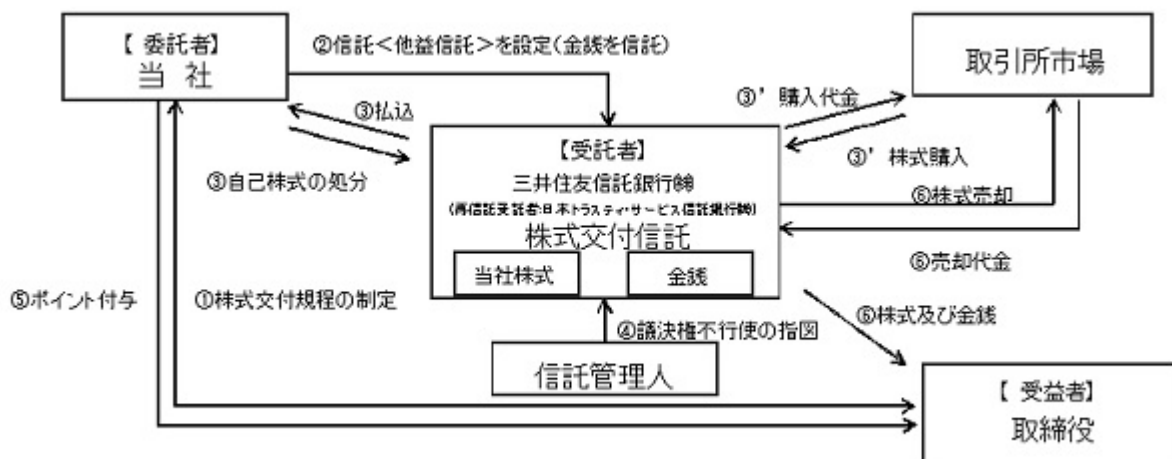 【 委託者】
当 社
②信託<他益信託>を設定(金銭を信託)
取引所市場
③払込
③’ 購入代金
③’ 株式購入
③自己株式の処分
【受託者】
三井住友信託銀行㈱
(再信託受託者:日本トラスティ・サービス信託銀行㈱)
株式交付信託
当社株式
金銭
⑥株式売却
⑥売却代金
⑤ポイント付与
①株式交付規程の制定
④議決権不行使の指図
⑥株式及び金銭
信託管理人
【 受益者】
取締役